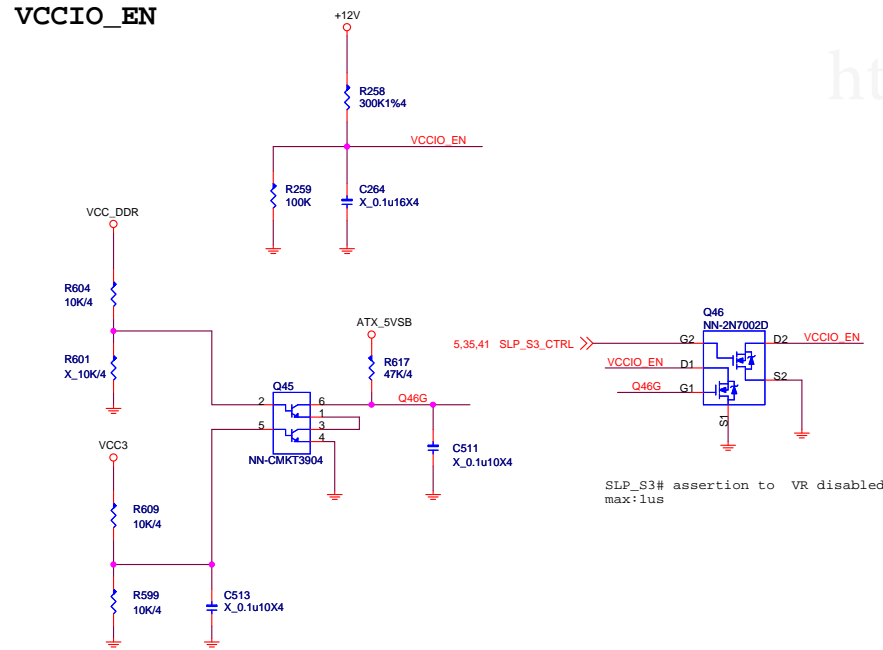 VCCIO_EN
+12V
ht
R258
300K1%4
VCCIO_EN
R259
100K
C264
X_0.1u16X4
VCC_DDR
R604
10K/4
R601
X_10K/4
ATX_5VSB
R617
47K/4
Q45
2
6
Q46G
1
5
3
4
NN-CMKT3904
C511
X_0.1u10X4
VCC3
R609
10K/4
R599
10K/4
C513
X_0.1u10X4
Q46
NN-2N7002D
5,35,41 SLP_S3_CTRL
G2
D2
VCCIO_EN
VCCIO_EN
D1
S2
Q46G
G1
S1
SLP_S3# assertion to VR disabled
max:1us